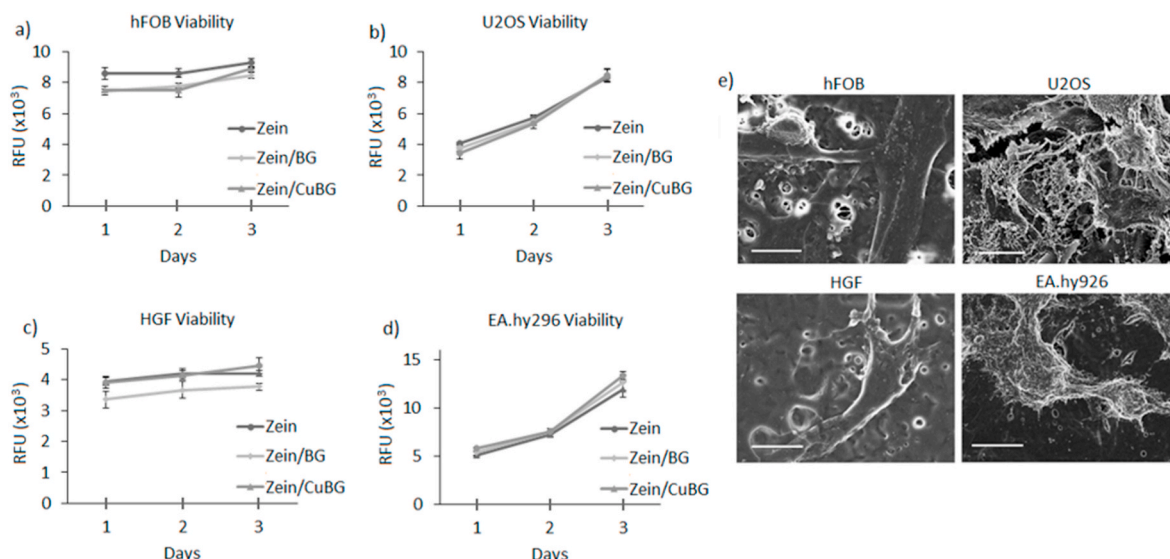 a)
hFOB Viability
RFU (x10³)
10
8
6
4
2
0
1 2 3
Days
Zein
Zein/BG
Zein/CuBG
b)
U2OS Viability
RFU (x10³)
10
8
6
4
2
0
1 2 3
Days
Zein
Zein/BG
Zein/CuBG
c)
HGF Viability
RFU (x10³)
5
4
3
2
1
0
1 2 3
Days
Zein
Zein/BG
Zein/CuBG
d)
EA.hy296 Viability
RFU (x10³)
15
10
5
0
1 2 3
Days
Zein
Zein/BG
Zein/CuBG
e)
hFOB
U2OS
HGF
EA.hy926